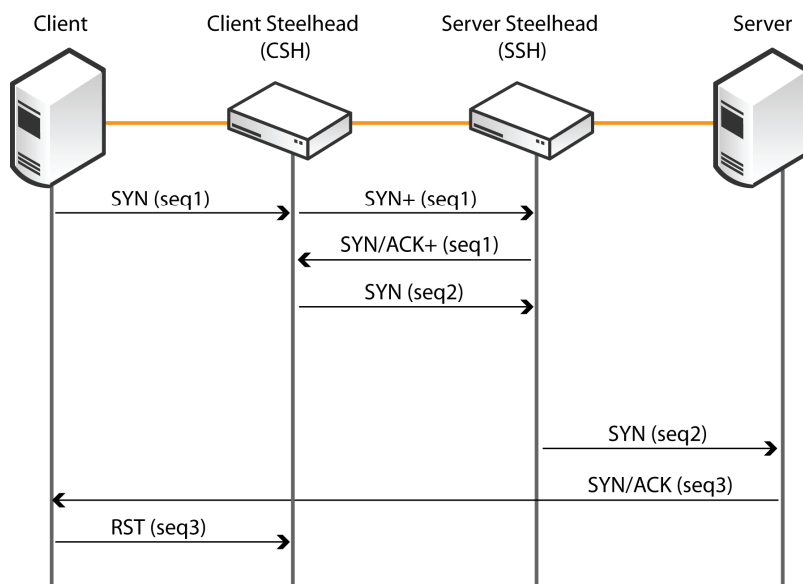 Client
Client Steelhead
(CSH)
Server Steelhead
(SSH)
Server
SYN (seq1)
SYN+ (seq1)
SYN/ACK+ (seq1)
SYN (seq2)
SYN (seq2)
SYN/ACK (seq3)
RST (seq3)